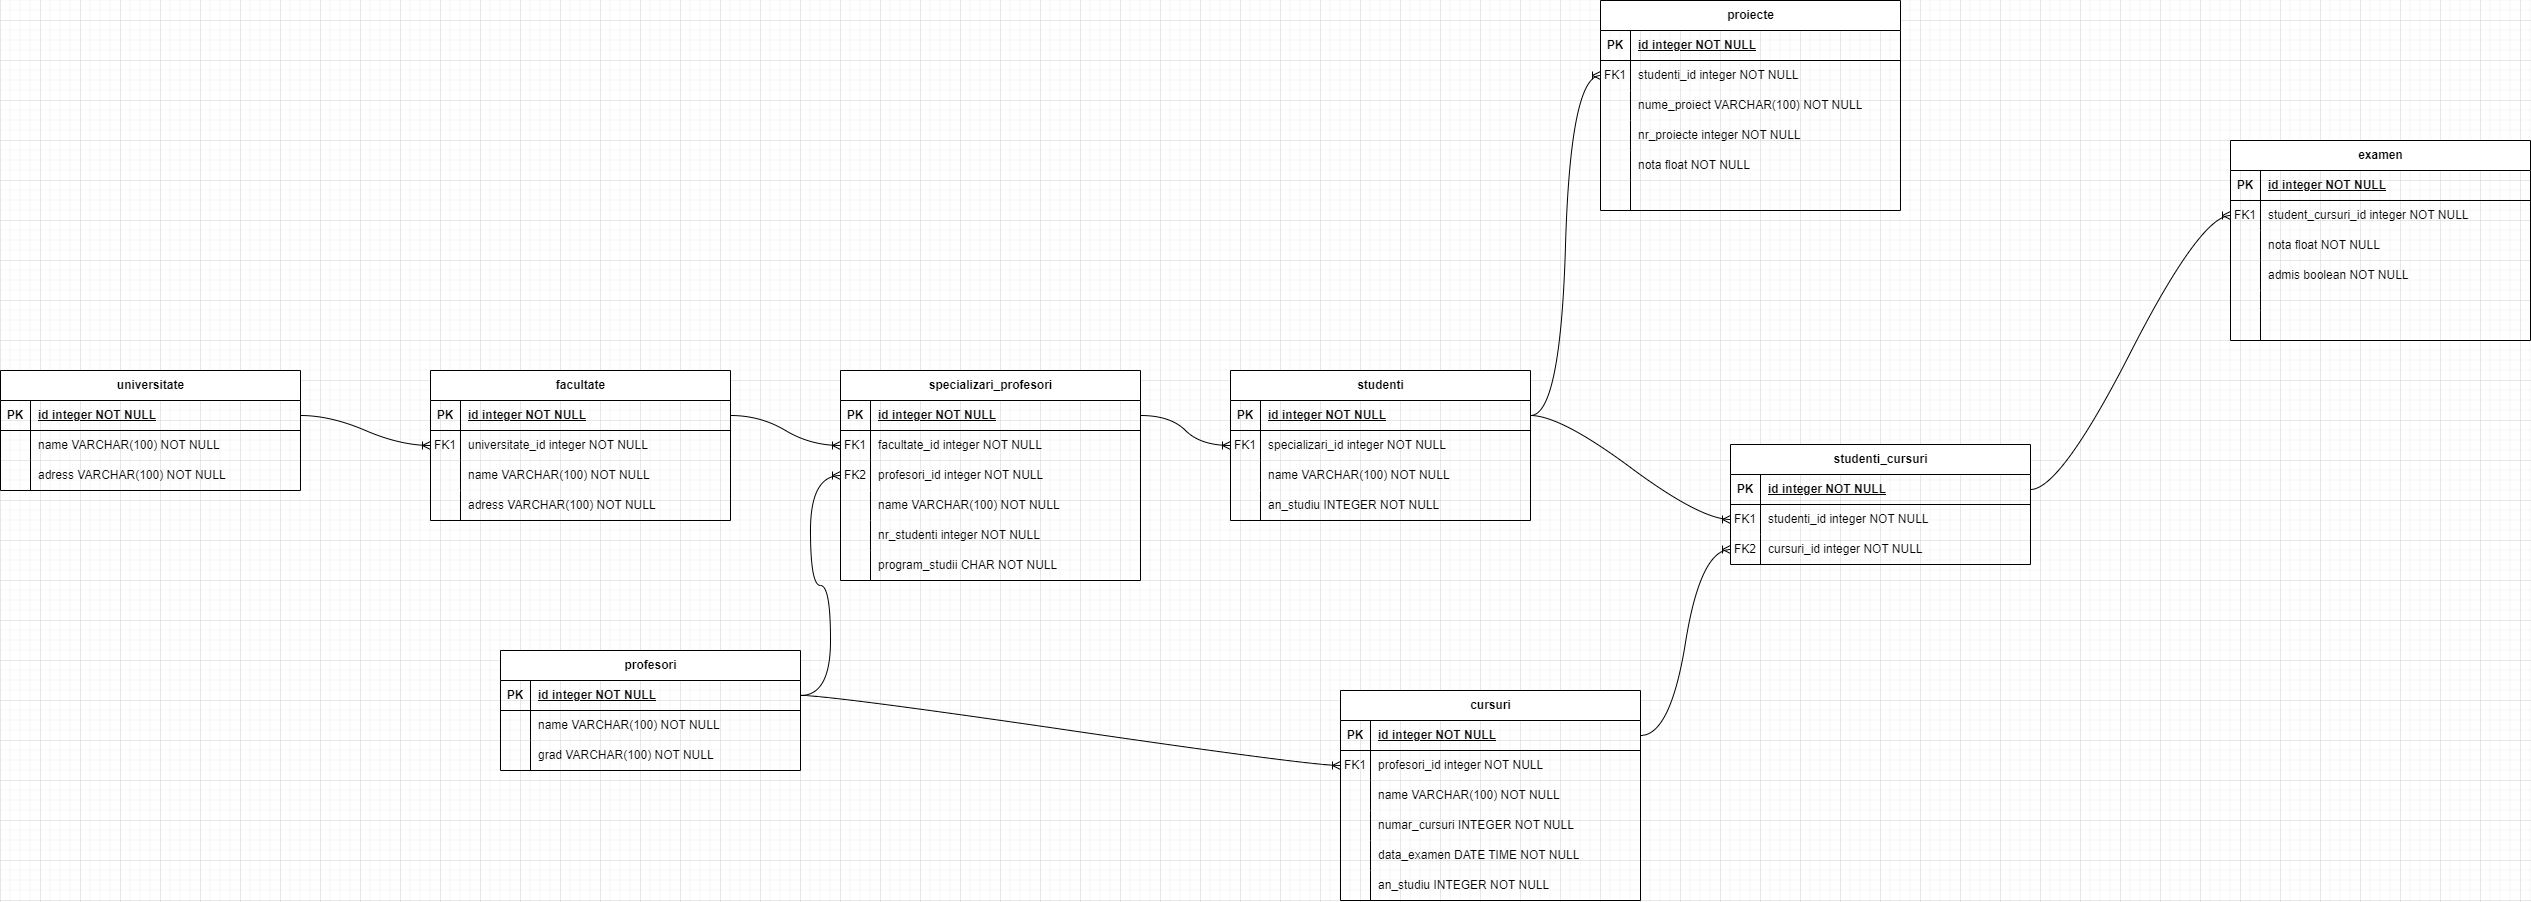 proiecte
PK id integer NOT NULL
FK1 studenti_id integer NOT NULL
nume_proiect VARCHAR(100) NOT NULL
nr_proiecte integer NOT NULL
nota float NOT NULL
examen
PK id integer NOT NULL
FK1 student_cursuri_id integer NOT NULL
nota float NOT NULL
admis boolean NOT NULL
universitate
PK id integer NOT NULL
name VARCHAR(100) NOT NULL
adress VARCHAR(100) NOT NULL
facultate
PK id integer NOT NULL
FK1 universitate_id integer NOT NULL
name VARCHAR(100) NOT NULL
adress VARCHAR(100) NOT NULL
specializari_profesori
PK id integer NOT NULL
FK1 facultate_id integer NOT NULL
FK2 profesori_id integer NOT NULL
name VARCHAR(100) NOT NULL
nr_studenti integer NOT NULL
program_studii CHAR NOT NULL
studenti
PK id integer NOT NULL
FK1 specializari_id integer NOT NULL
name VARCHAR(100) NOT NULL
an_studiu INTEGER NOT NULL
studenti_cursuri
PK id integer NOT NULL
FK1 studenti_id integer NOT NULL
FK2 cursuri_id integer NOT NULL
profesori
PK id integer NOT NULL
name VARCHAR(100) NOT NULL
grad VARCHAR(100) NOT NULL
cursuri
PK id integer NOT NULL
FK1 profesori_id integer NOT NULL
name VARCHAR(100) NOT NULL
numar_cursuri INTEGER NOT NULL
data_examen DATE TIME NOT NULL
an_studiu INTEGER NOT NULL